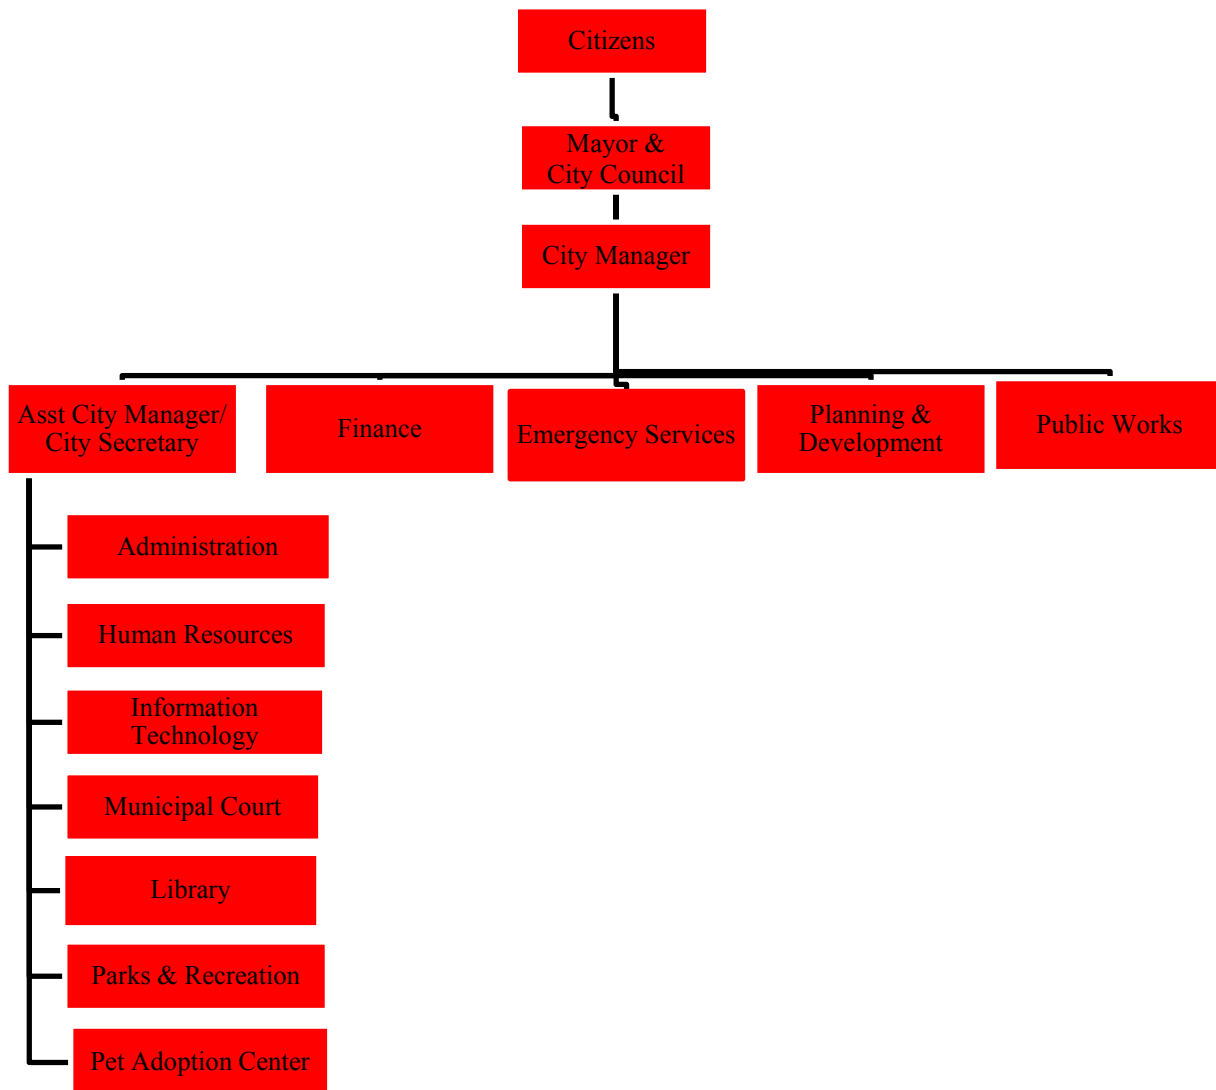 Citizens
Mayor &
City Council
City Manager
Asst City Manager/
City Secretary
Finance
Emergency Services
Planning &
Development
Public Works
Administration
Human Resources
Information
Technology
Municipal Court
Library
Parks & Recreation
Pet Adoption Center